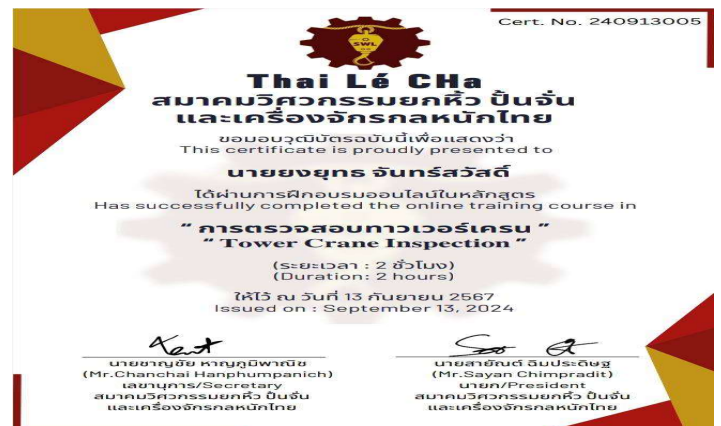 Cert. No. 240913005
SWL
Thai Lé CHa
สมาคมวิศวกรรมยกหิ้ว ปั้นจั่น
และเครื่องจักรกลหนักไทย
ขอมอบวุฒิบัตรฉบับนี้เพื่อแสดงว่า
This certificate is proudly presented to
นายยงยุทธ จันทร์สวัสดิ์
ได้ผ่านการฝึกอบรมออนไลน์ในหลักสูตร
Has successfully completed the online training course in
“ การตรวจสอบทาวเวอร์เครน ”
“ Tower Crane Inspection ”
(ระยะเวลา : 2 ชั่วโมง)
(Duration: 2 hours)
ให้ไว้ ณ วันที่ 13 กันยายน 2567
Issued on : September 13, 2024
นายชาญชัย หาญภูมิพาณิช
(Mr.Chanchai Hanphumpanich)
เลขานุการ/Secretary
สมาคมวิศวกรรมยกหิ้ว ปั้นจั่น
และเครื่องจักรกลหนักไทย
นายสายัณต์ ฉิมประดิษฐ
(Mr.Sayan Chimpradit)
นายก/President
สมาคมวิศวกรรมยกหิ้ว ปั้นจั่น
และเครื่องจักรกลหนักไทย